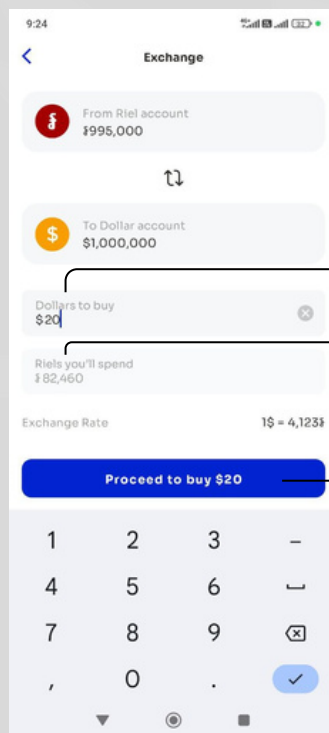 9:24
32
Exchange
From Riel account
៛995,000
$
To Dollar account
$1,000,000
Dollars to buy
$20
Riels you'll spend
៛ 82,460
Exchange Rate
1$ = 4,123៛
Proceed to buy $20
1 2 3 –
4 5 6
7 8 9
, 0 .